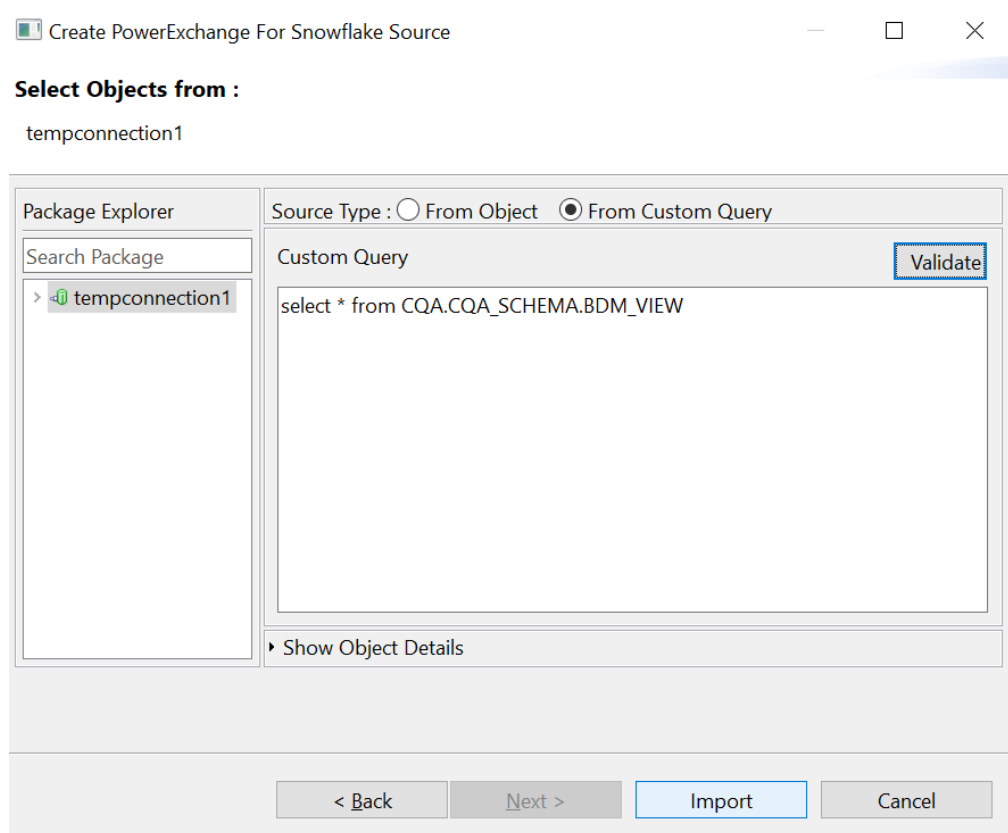 Create PowerExchange For Snowflake Source
Select Objects from :
tempconnection1
Package Explorer
Search Package
tempconnection1
Source Type : From Object From Custom Query
Custom Query
Validate
select * from CQA.CQA_SCHEMA.BDM_VIEW
Show Object Details
< Back
Next >
Import
Cancel